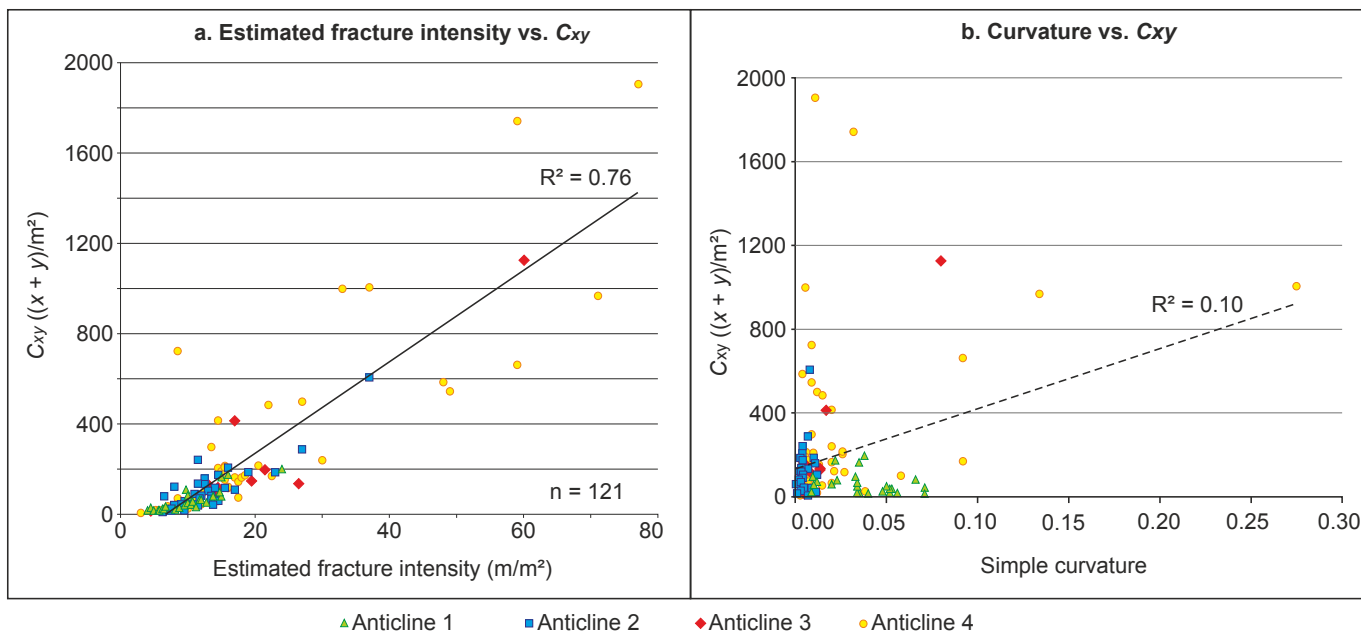 a. Estimated fracture intensity vs. Cxy
2000
1600
1200
800
400
0
0
20
40
60
80
R² = 0.76
n = 121
Cxy ((x + y)/m²)
Estimated fracture intensity (m/m²)
b. Curvature vs. Cxy
2000
1600
1200
800
400
0
0.00
0.05
0.10
0.15
0.20
0.25
0.30
R² = 0.10
Cxy ((x + y)/m²)
Simple curvature
Anticline 1 Anticline 2 Anticline 3 Anticline 4